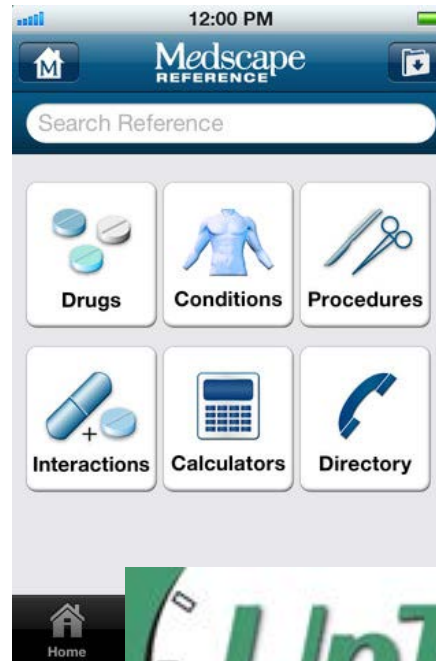 12:00 PM
M
Medscape
REFERENCE
Search Reference
Drugs Conditions Procedures
Interactions Calculators Directory
Home